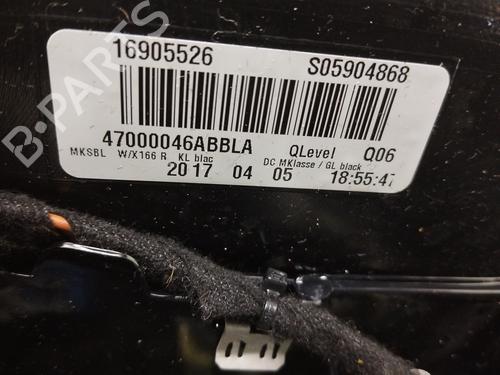 16905526 S05904868
47000046ABBLA QLevel Q06
MKSBL W/X166 R KL blac DC MKlasse / GL black
2017 04 05 18:55:47
B-PARTS